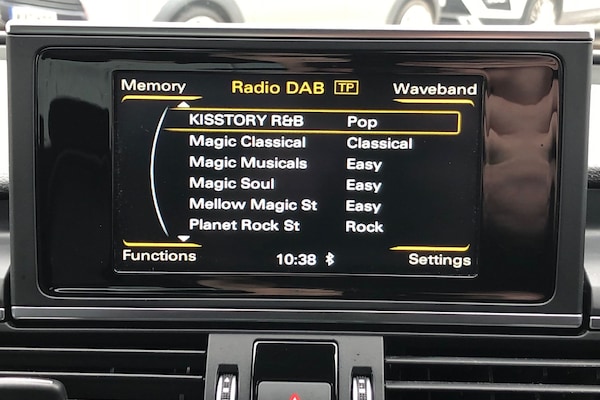 Memory Radio DAB TP Waveband
KISSTORY R&B Pop
Magic Classical Classical
Magic Musicals Easy
Magic Soul Easy
Mellow Magic St Easy
Planet Rock St Rock
Functions 10:38 Settings